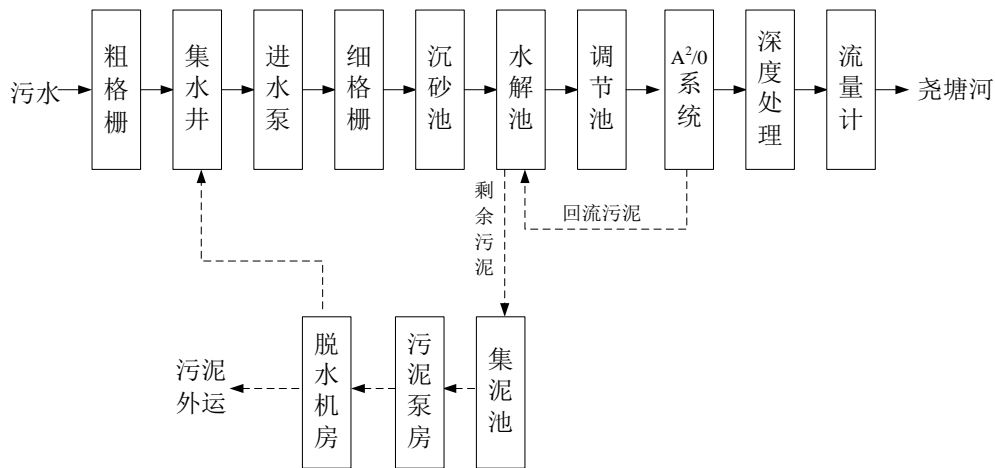 污水
粗格栅
集水井
进水泵
细格栅
沉砂池
水解池
调节池
A²/0
系统
深度处理
流量计
尧塘河
剩余污泥
回流污泥
污泥
外运
脱水机房
污泥泵房
集泥池